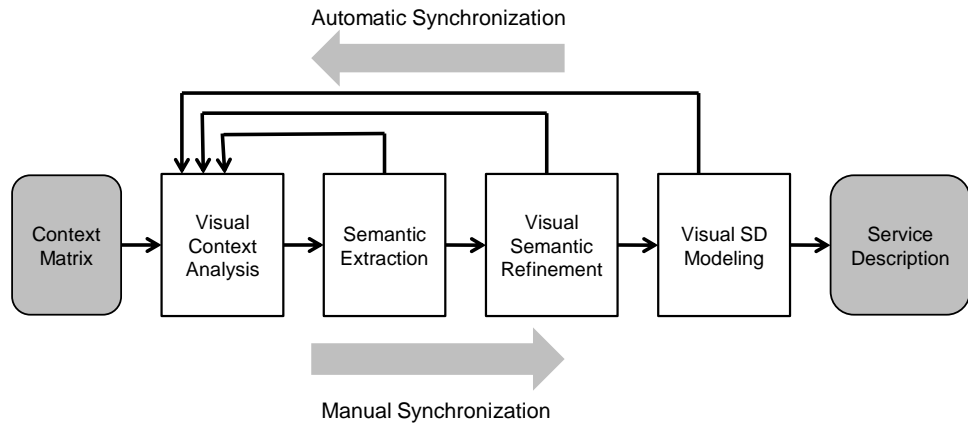 Automatic Synchronization
Context
Matrix
Visual
Context
Analysis
Semantic
Extraction
Visual
Semantic
Refinement
Visual SD
Modeling
Service
Description
Manual Synchronization